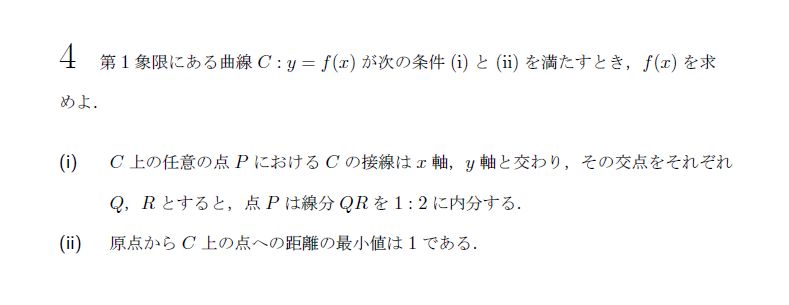 4 第1象限にある曲線 C : y = f(x) が次の条件 (i) と (ii) を満たすとき，f(x) を求
めよ．
(i) C 上の任意の点 P における C の接線は x 軸，y 軸と交わり，その交点をそれぞれ
Q，R とすると，点 P は線分 QR を 1 : 2 に内分する．
(ii) 原点から C 上の点への距離の最小値は 1 である．